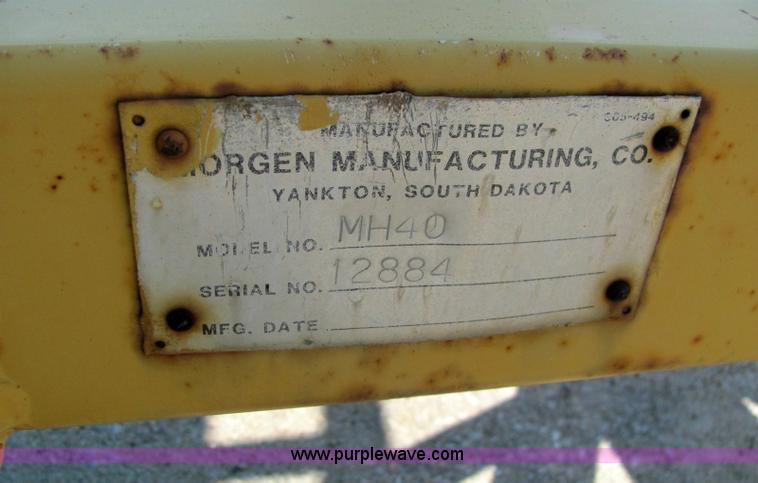 605-494
MANUFACTURED BY
MORGEN MANUFACTURING, CO.
YANKTON, SOUTH DAKOTA
MODEL NO. MH40
SERIAL NO. 12884
MFG. DATE
www.purplewave.com